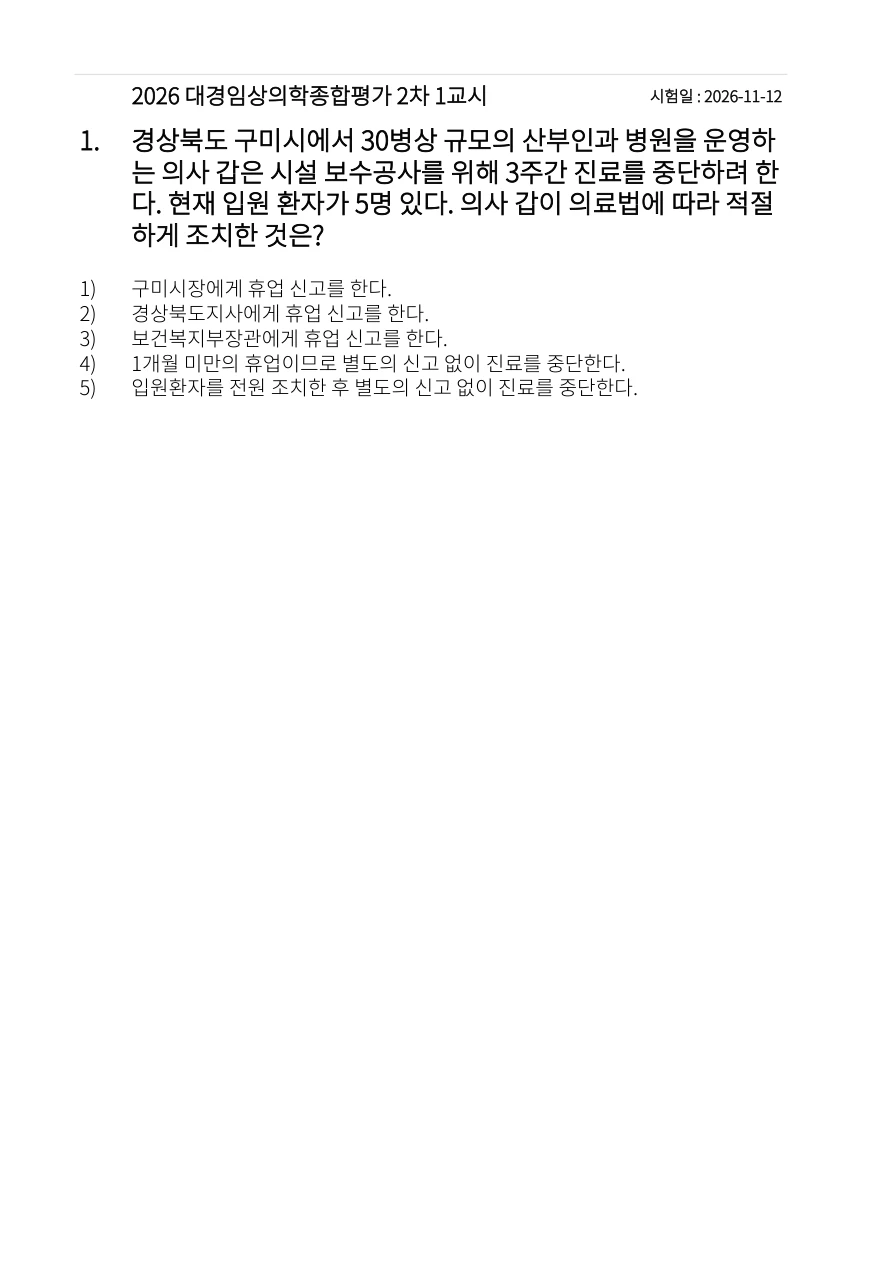 2026 대경임상의학종합평가 2차 1교시
시험일 : 2026-11-12
1. 경상북도 구미시에서 30병상 규모의 산부인과 병원을 운영하
는 의사 갑은 시설 보수공사를 위해 3주간 진료를 중단하려 한
다. 현재 입원 환자가 5명 있다. 의사 갑이 의료법에 따라 적절
하게 조치한 것은?
1) 구미시장에게 휴업 신고를 한다.
2) 경상북도지사에게 휴업 신고를 한다.
3) 보건복지부장관에게 휴업 신고를 한다.
4) 1개월 미만의 휴업이므로 별도의 신고 없이 진료를 중단한다.
5) 입원환자를 전원 조치한 후 별도의 신고 없이 진료를 중단한다.